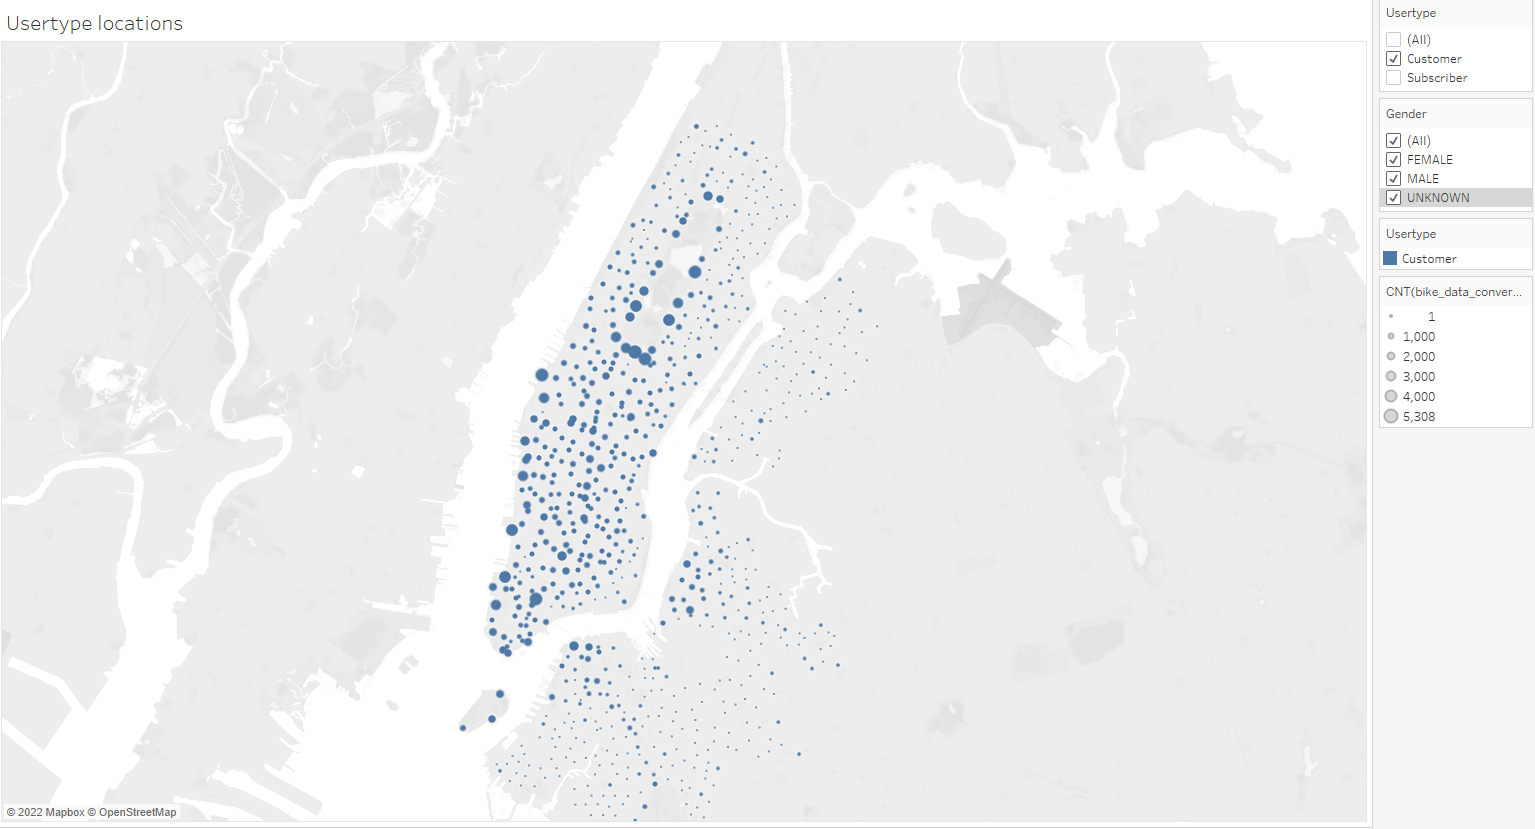 Usertype locations
© 2022 Mapbox © OpenStreetMap
Usertype
(All)
Customer
Subscriber
Gender
(All)
FEMALE
MALE
UNKNOWN
Usertype
Customer
CNT(bike_data_conver...
1
1,000
2,000
3,000
4,000
5,308